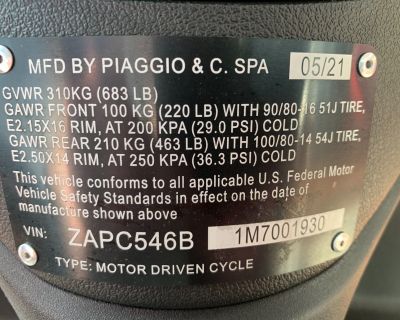 MFD BY PIAGGIO & C. SPA 05/21
GVWR 310KG (683 LB)
GAWR FRONT 100 KG (220 LB) WITH 90/80-16 51J TIRE,
E2.15X16 RIM, AT 200 KPA (29.0 PSI) COLD
GAWR REAR 210 KG (463 LB) WITH 100/80-14 54J TIRE,
E2.50X14 RIM, AT 250 KPA (36.3 PSI) COLD
This vehicle conforms to all applicable U.S. Federal Motor
Vehicle Safety Standards in effect on the date of
manufacture shown above
VIN: ZAPC546B 1M7001930
TYPE: MOTOR DRIVEN CYCLE